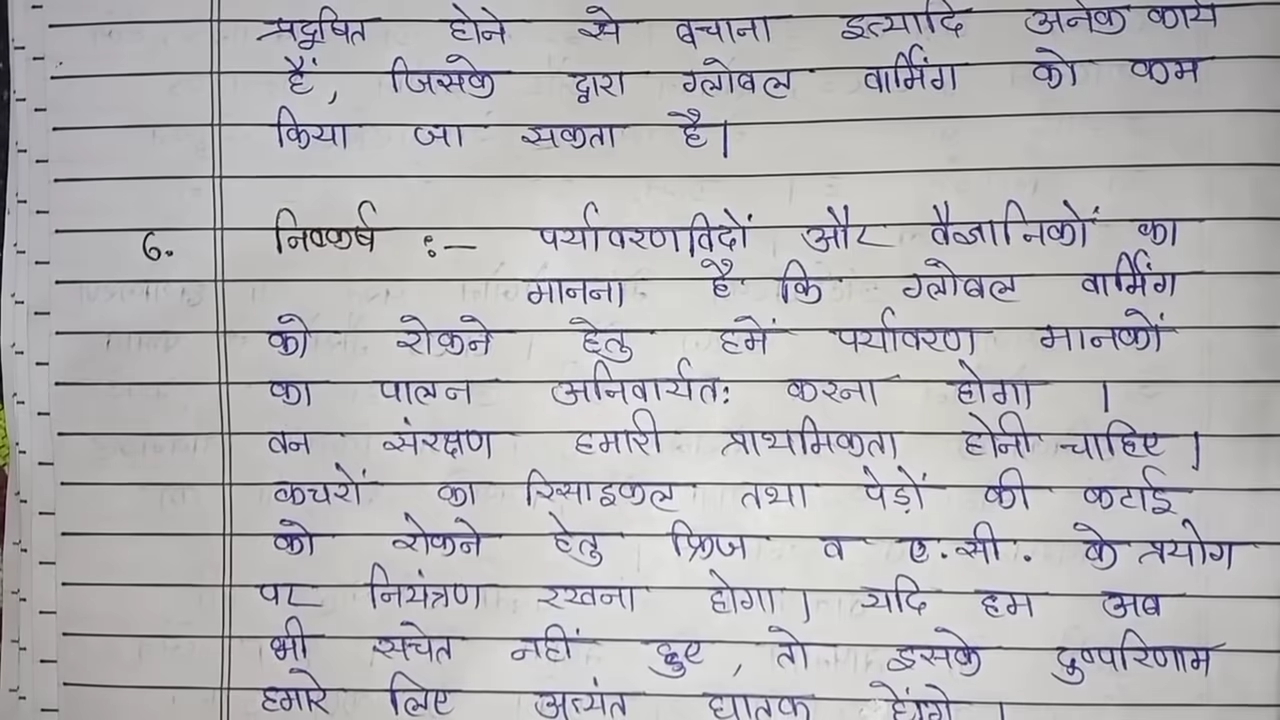 प्रदूषित होने से बचाना इत्यादि अनेक कार्य
हैं, जिसके द्वारा ग्लोबल वार्मिंग को कम
किया जा सकता है।
6. निष्कर्ष :- पर्यावरणविदों और वैज्ञानिकों का
मानना है कि ग्लोबल वार्मिंग
को रोकने हेतु हमें पर्यावरण मानकों
का पालन अनिवार्यतः करना होगा ।
वन संरक्षण हमारी प्राथमिकता होनी चाहिए।
कचरों का रिसाइकल तथा पेड़ों की कटाई
को रोकने हेतु फ्रिज व ए.सी. के प्रयोग
पर नियंत्रण रखना होगा। यदि हम अब
भी सचेत नहीं हुए, तो इसके दुष्परिणाम
हमारे लिए अत्यंत घातक होंगे ।